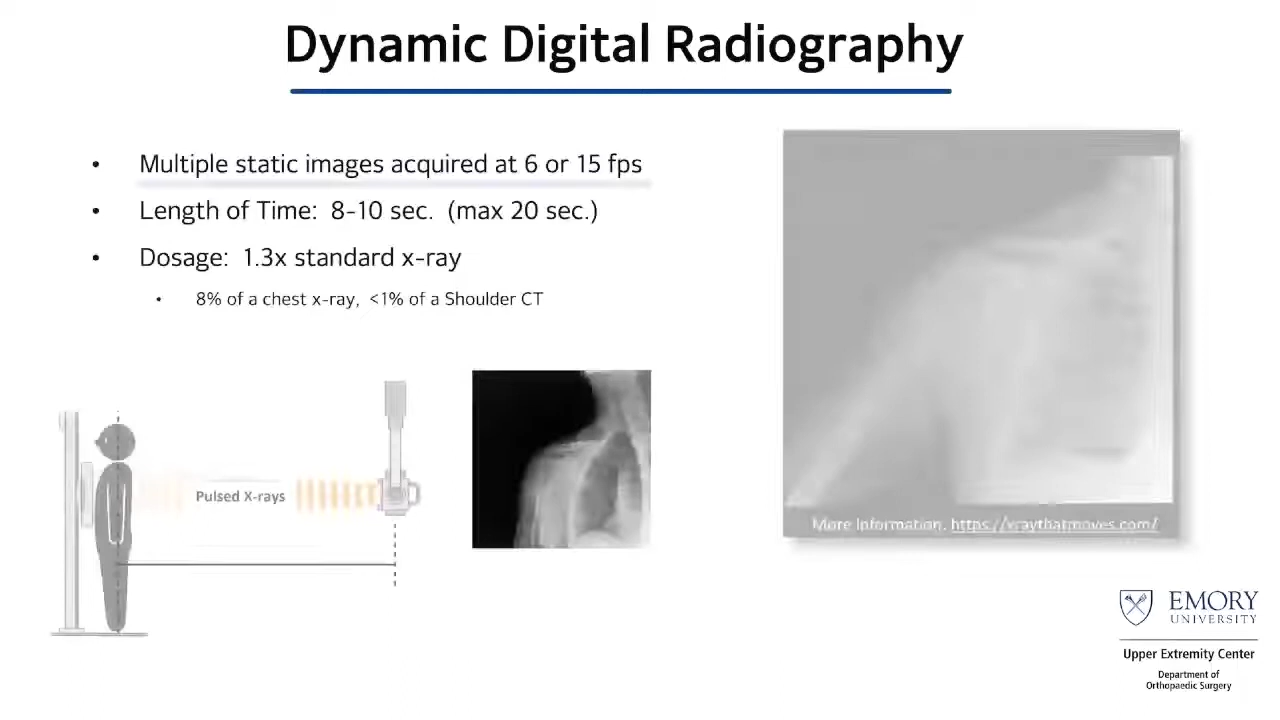 Dynamic Digital Radiography
• Multiple static images acquired at 6 or 15 fps
• Length of Time: 8-10 sec. (max 20 sec.)
• Dosage: 1.3x standard x-ray
• 8% of a chest x-ray, <1% of a Shoulder CT
Pulsed X-rays
More Information. https://xraythatmoves.com/
EMORY
UNIVERSITY
Upper Extremity Center
Department of
Orthopaedic Surgery